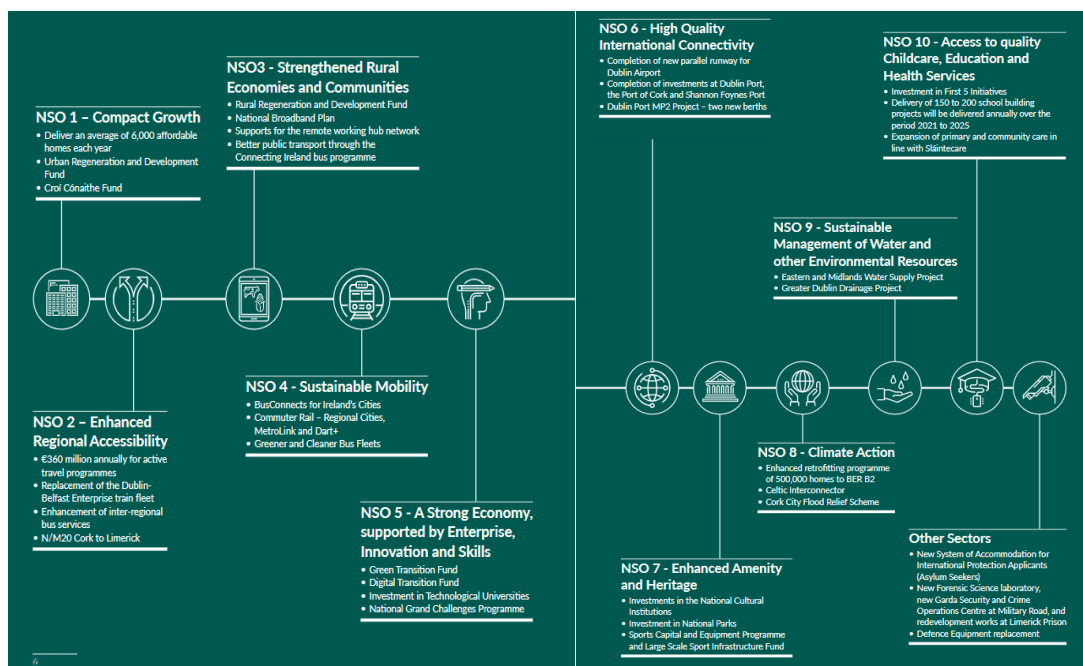 NSO 1 – Compact Growth
• Deliver an average of 6,000 affordable
homes each year
• Urban Regeneration and Development
Fund
• Croí Cónaithe Fund
NSO 2 – Enhanced
Regional Accessibility
• €360 million annually for active
travel programmes
• Replacement of the Dublin-
Belfast Enterprise train fleet
• Enhancement of inter-regional
bus services
• N/M20 Cork to Limerick
NSO3 - Strengthened Rural
Economies and Communities
• Rural Regeneration and Development Fund
• National Broadband Plan
• Supports for the remote working hub network
• Better public transport through the
Connecting Ireland bus programme
NSO 4 - Sustainable Mobility
• BusConnects for Ireland's Cities
• Commuter Rail – Regional Cities,
MetroLink and Dart+
• Greener and Cleaner Bus Fleets
NSO 5 - A Strong Economy,
supported by Enterprise,
Innovation and Skills
• Green Transition Fund
• Digital Transition Fund
• Investment in Technological Universities
• National Grand Challenges Programme
NSO 6 - High Quality
International Connectivity
• Completion of new parallel runway for
Dublin Airport
• Completion of investments at Dublin Port,
the Port of Cork and Shannon Foynes Port
• Dublin Port MP2 Project – two new berths
NSO 7 - Enhanced Amenity
and Heritage
• Investments in the National Cultural
Institutions
• Investment in National Parks
• Sports Capital and Equipment Programme
and Large Scale Sport Infrastructure Fund
NSO 8 - Climate Action
• Enhanced retrofitting programme
of 500,000 homes to BER B2
• Celtic Interconnector
• Cork City Flood Relief Scheme
NSO 9 - Sustainable
Management of Water and
other Environmental Resources
• Eastern and Midlands Water Supply Project
• Greater Dublin Drainage Project
NSO 10 - Access to quality
Childcare, Education and
Health Services
• Investment in First 5 Initiatives
• Delivery of 150 to 200 school building
projects will be delivered annually over the
period 2021 to 2025
• Expansion of primary and community care in
line with Sláintecare
Other Sectors
• New System of Accommodation for
International Protection Applicants
(Asylum Seekers)
• New Forensic Science laboratory,
new Garda Security and Crime
Operations Centre at Military Road, and
redevelopment works at Limerick Prison
• Defence Equipment replacement